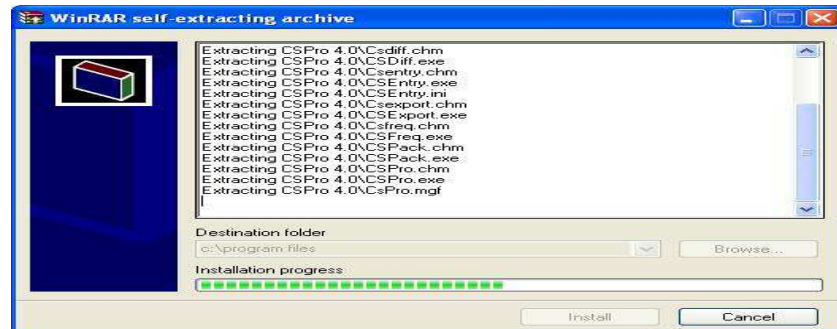 WinRAR self-extracting archive
Extracting CSPro 4.0\Csdiff.chm
Extracting CSPro 4.0\CSDiff.exe
Extracting CSPro 4.0\Csentry.chm
Extracting CSPro 4.0\CSEntry.exe
Extracting CSPro 4.0\CSEntry.ini
Extracting CSPro 4.0\Csexport.chm
Extracting CSPro 4.0\CSExport.exe
Extracting CSPro 4.0\Csfreq.chm
Extracting CSPro 4.0\CSFreq.exe
Extracting CSPro 4.0\CSPack.chm
Extracting CSPro 4.0\CSPack.exe
Extracting CSPro 4.0\CSPro.chm
Extracting CSPro 4.0\CSPro.exe
Extracting CSPro 4.0\CsPro.mgf
Destination folder
c:\program files
Browse...
Installation progress
Install
Cancel